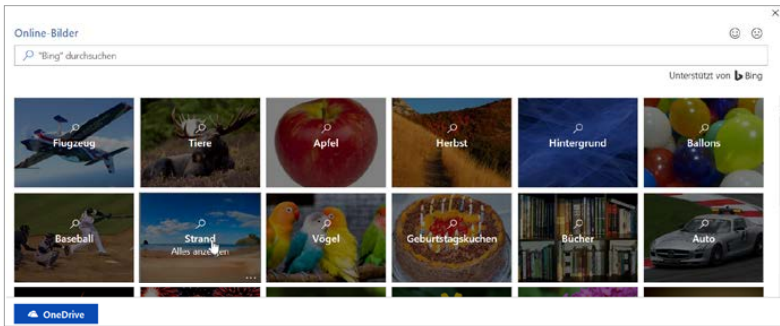 Online-Bilder
"Bing" durchsuchen
Unterstützt von Bing
Flugzeug
Tiere
Apfel
Herbst
Hintergrund
Ballons
Baseball
Strand
Alles anzeigen
Vögel
Geburtstagskuchen
Bücher
Auto
OneDrive